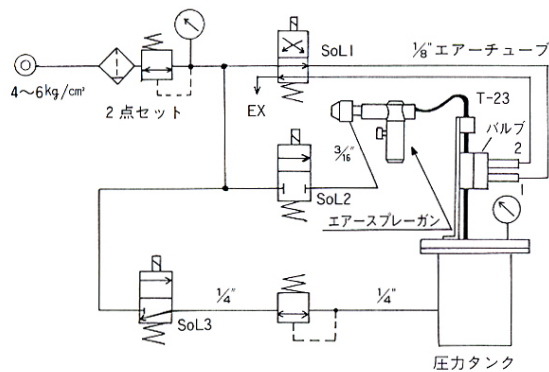 SoL1
1/8"エアーチューブ
4～6kg/cm²
2点セット
EX
T-23
バルブ
3/16"
2
1
SoL2
エアースプレーガン
1/4"
1/4"
SoL3
圧力タンク